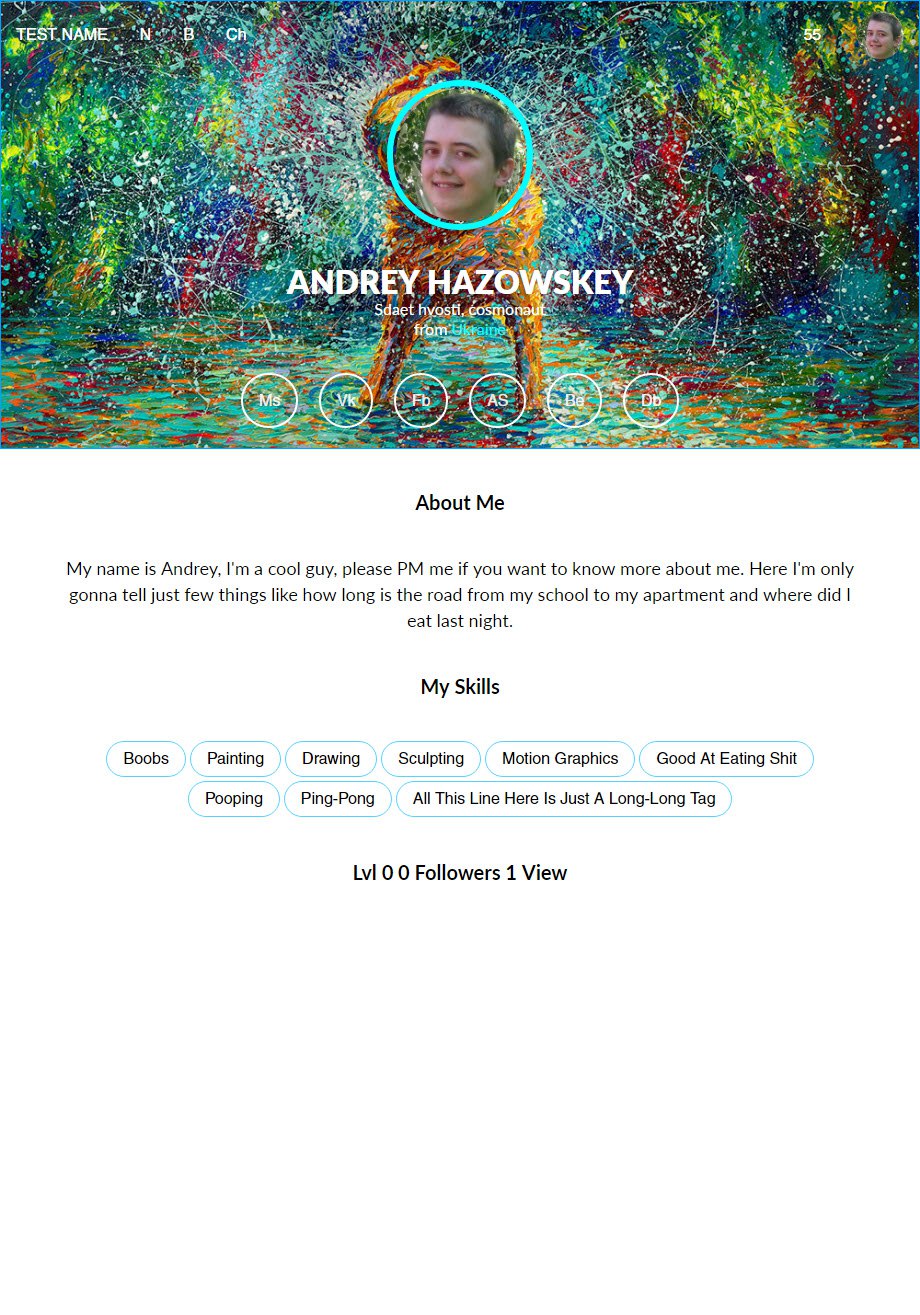 TEST NAME N B Ch 55
ANDREY HAZOWSKEY
Sdaet hvosti, cosmonaut
from Ukraine
Ms Vk Fb AS Be Db
About Me
My name is Andrey, I'm a cool guy, please PM me if you want to know more about me. Here I'm only
gonna tell just few things like how long is the road from my school to my apartment and where did I
eat last night.
My Skills
Boobs Painting Drawing Sculpting Motion Graphics Good At Eating Shit
Pooping Ping-Pong All This Line Here Is Just A Long-Long Tag
Lvl 0 0 Followers 1 View